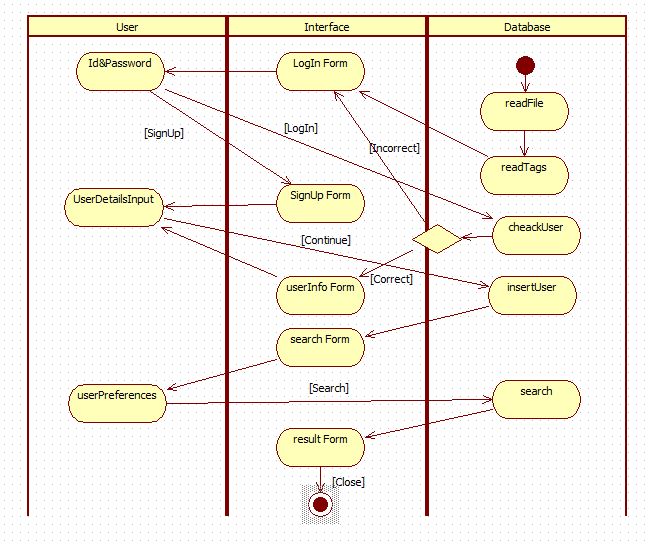 User
Interface
Database
Id&Password
LogIn Form
readFile
[SignUp]
[LogIn]
[Incorrect]
readTags
UserDetailsInput
SignUp Form
cheackUser
[Continue]
userInfo Form
[Correct]
insertUser
search Form
userPreferences
[Search]
search
result Form
[Close]